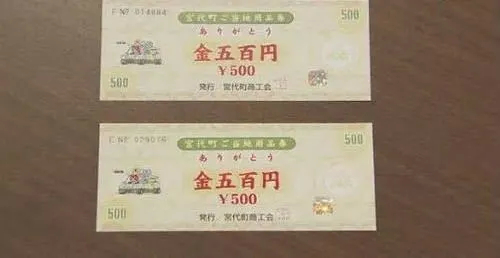 F Nº 014864
500
宮代町ご当地商品券
ありがとう
金五百円
￥500
500
発行 宮代町商工会
500
宮代町ご当地商品券
ありがとう
金五百円
￥500
500
発行 宮代町商工会